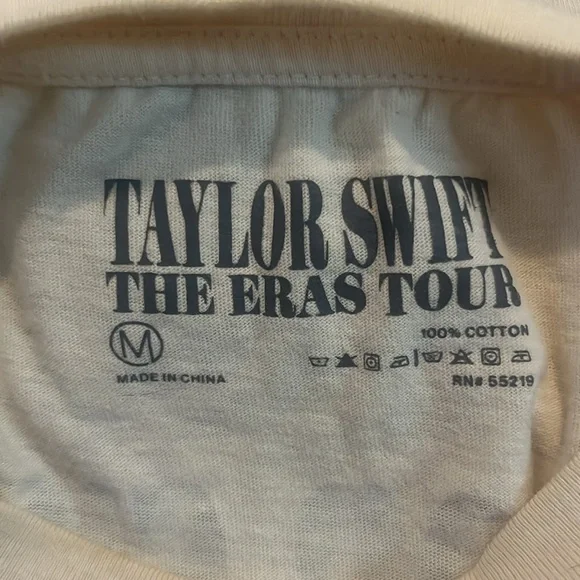 TAYLOR SWIFT
THE ERAS TOUR
100% COTTON
M
MADE IN CHINA
RN# 55219